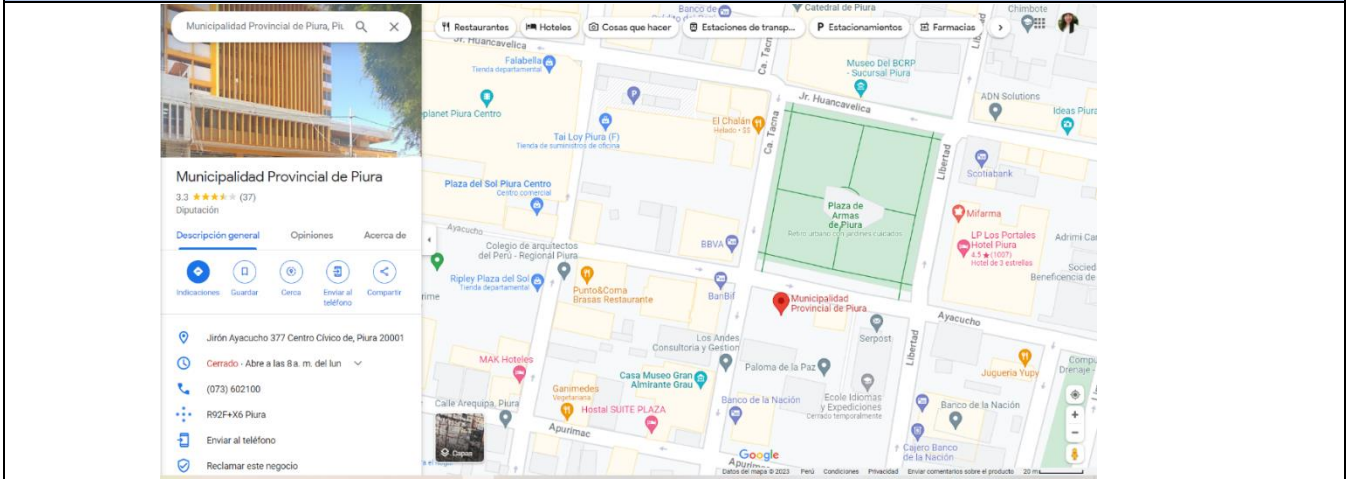 Municipalidad Provincial de Piura, Piu.
Municipalidad Provincial de Piura
3.3 (37)
Diputación
Descripción general
Opiniones
Acerca de
Indicaciones
Guardar
Cerca
Enviar al
teléfono
Compartir
Jirón Ayacucho 377 Centro Cívico de, Piura 20001
Cerrado · Abre a las 8 a. m. del lun
(073) 602100
R92F+X6 Piura
Enviar al teléfono
Reclamar este negocio
Restaurantes
Hoteles
Cosas que hacer
Estaciones de transp...
P Estacionamientos
Farmacias
Banco de
Catedral de Piura
Chimbote
Jr. Huancavelica
Falabella
Tienda departamental
Ca. Tacna
Museo Del BCRP
- Sucursal Piura
ADN Solutions
Ideas Piura
planet Piura Centro
P
Jr. Huancavelica
El Chalán
Helado • $$
Tai Loy Piura (F)
Tienda de suministros
de oficina
Ca. Tacna
Libertad
Scotiabank
Plaza del Sol Piura Centro
Centro comercial
Plaza de
Armas
de Piura
Retiro urbano con jardines cuidados
Mifarma
Ayacucho
Colegio de arquitectos
del Perú - Regional Piura
BBVA
LP Los Portales
Hotel Piura
4.5 (1007)
Hotel de 3 estrellas
Adrimi Car
Socied
Beneficencia de
Ripley Plaza del Sol
Tienda departamental
Punto&Coma
Brasas Restaurante
BanBif
Municipalidad
Provincial de Piura
Ayacucho
Los Andes
Consultoria y Gestion
Serpost
Libertad
MAK Hoteles
Casa Museo Gran
Almirante Grau
Paloma de la Paz
Jugueria Yupy
Compu
Drenaje -
Ganimedes
Vegetariana
Calle Arequipa, Piura
Hostal SUITE PLAZA
Banco de la Nación
Ecole Idiomas
y Expediciones
Cerrado temporalmente
Banco de la Nación
Apurimac
Cajero Banco
de la Nación
Capas
Google
Apurimac
Datos del mapa © 2023
Perú
Condiciones
Privacidad
Enviar comentarios sobre el producto
20 m